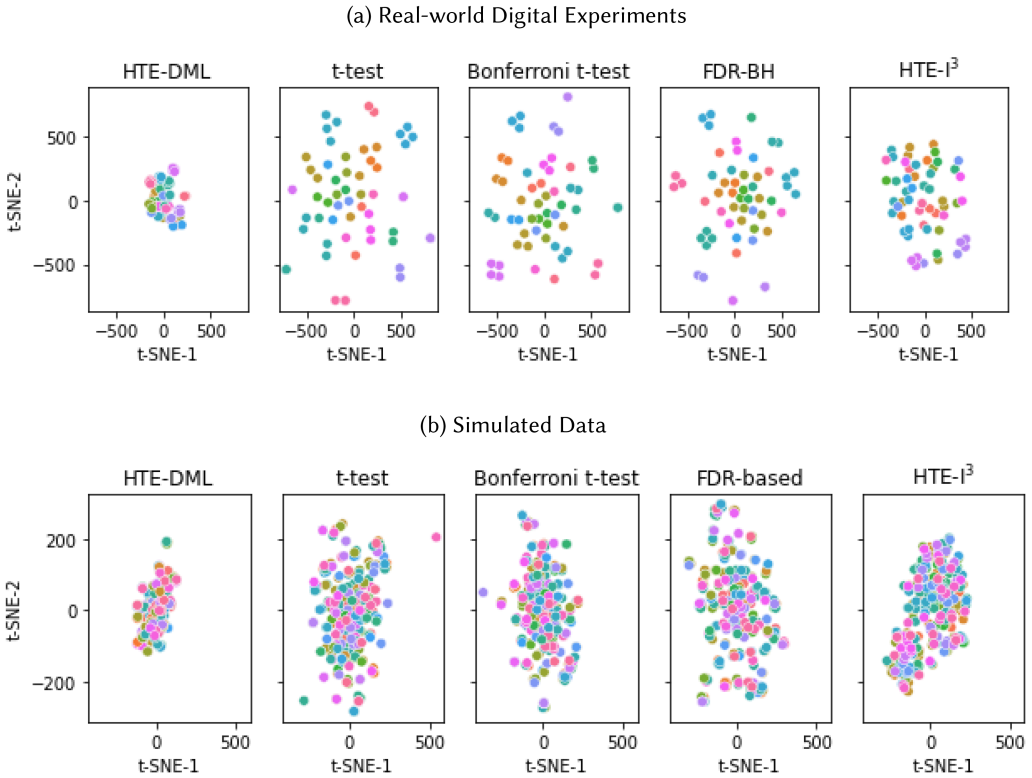 (a) Real-world Digital Experiments
HTE-DML t-test Bonferroni t-test FDR-BH HTE-I³
t-SNE-2
500
0
−500
−500 0 500 −500 0 500 −500 0 500 −500 0 500 −500 0 500
t-SNE-1 t-SNE-1 t-SNE-1 t-SNE-1 t-SNE-1
(b) Simulated Data
HTE-DML t-test Bonferroni t-test FDR-based HTE-I³
t-SNE-2
200
0
−200
0 500 0 500 0 500 0 500 0 500
t-SNE-1 t-SNE-1 t-SNE-1 t-SNE-1 t-SNE-1